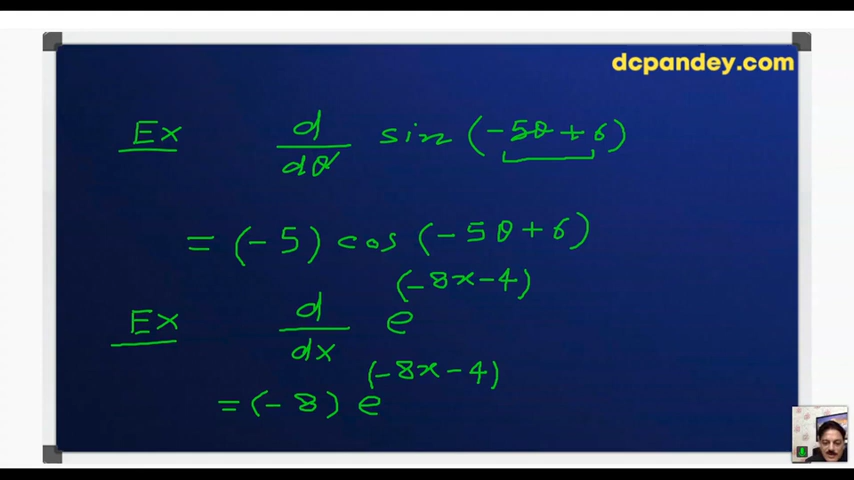 dcpandey.com
Ex d/dθ sin (-5θ+6)
= (-5) cos (-5θ+6)
Ex d/dx e^(-8x-4)
= (-8) e^(-8x-4)